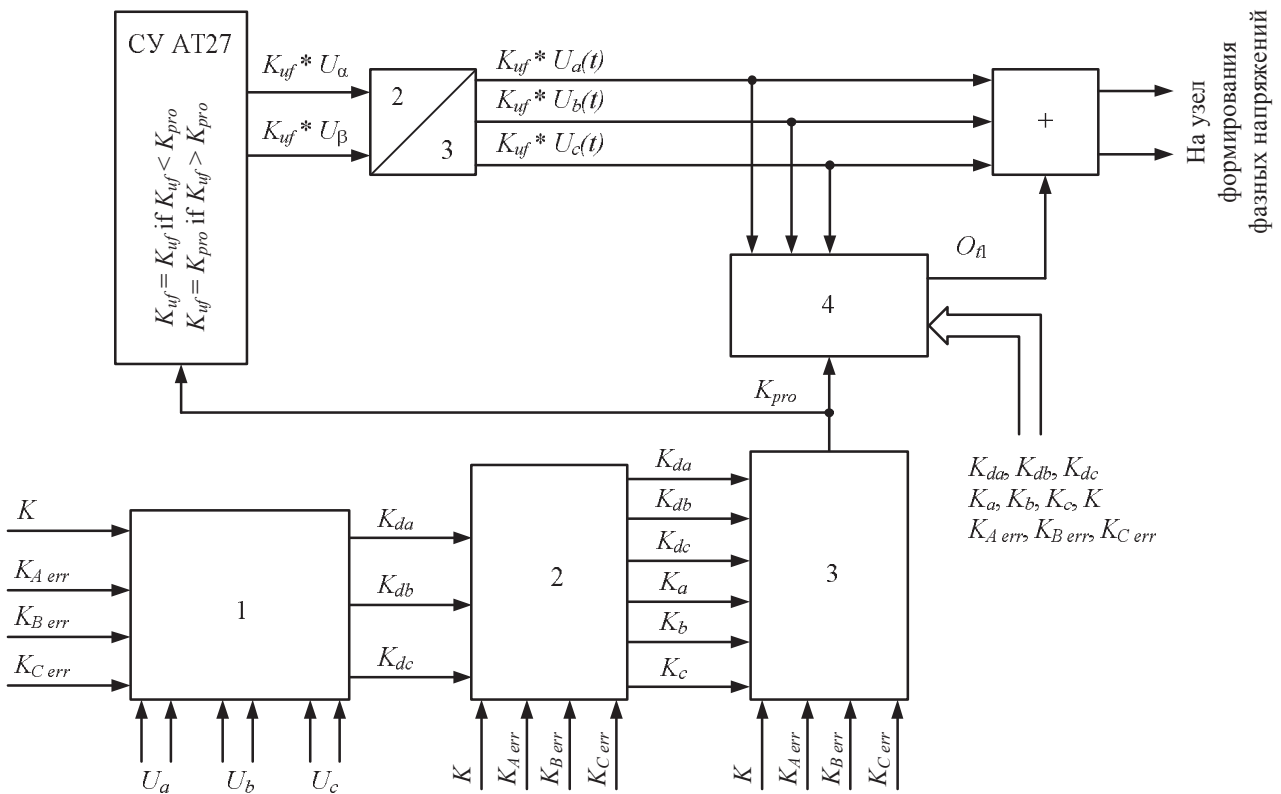 СУ АТ27
K_uf = K_uf if K_uf < K_pro
K_uf = K_pro if K_uf > K_pro
K_uf * U_α
K_uf * U_β
2
3
K_uf * U_a(t)
K_uf * U_b(t)
K_uf * U_c(t)
+
На узел
формирования
фазных напряжений
O_t1
4
K_pro
K_da, K_db, K_dc
K_a, K_b, K_c, K
K_A err, K_B err, K_C err
K
K_A err
K_B err
K_C err
1
U_a
U_b
U_c
K_da
K_db
K_dc
2
K
K_A err
K_B err
K_C err
K_da
K_db
K_dc
K_a
K_b
K_c
3
K
K_A err
K_B err
K_C err